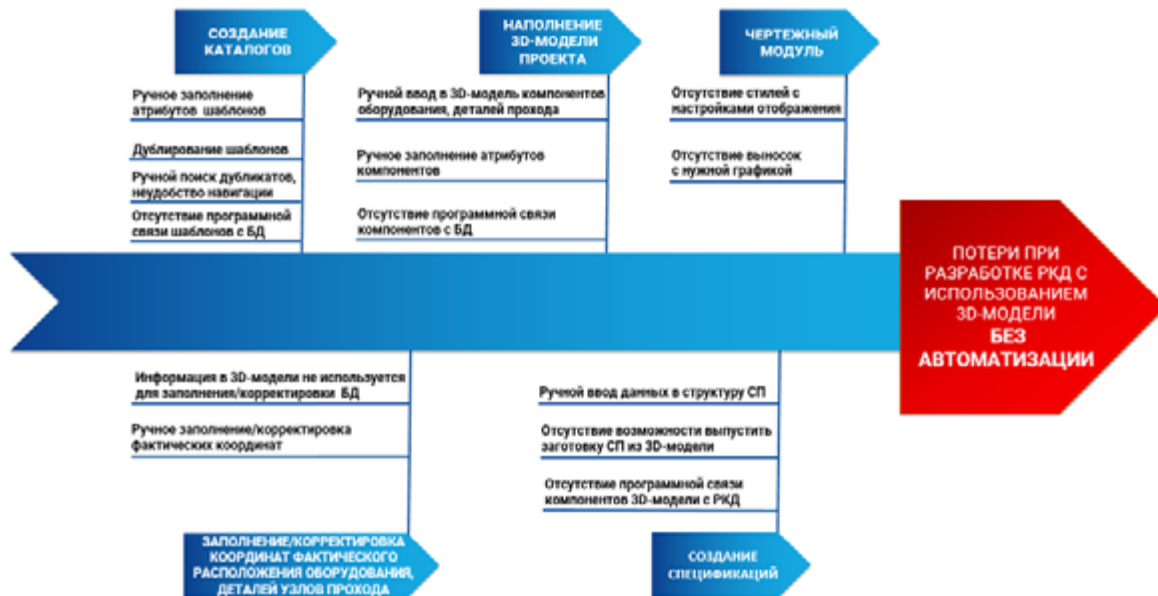 СОЗДАНИЕ
КАТАЛОГОВ
Ручное заполнение
атрибутов шаблонов
Дублирование шаблонов
Ручной поиск дубликатов,
неудобство навигации
Отсутствие программной
связи шаблонов с БД
НАПОЛНЕНИЕ
3D-МОДЕЛИ
ПРОЕКТА
Ручной ввод в 3D-модель компонентов
оборудования, деталей прохода
Ручное заполнение атрибутов
компонентов
Отсутствие программной связи
компонентов с БД
ЧЕРТЕЖНЫЙ
МОДУЛЬ
Отсутствие стилей с
настройками отображения
Отсутствие выносок
с нужной графикой
ПОТЕРИ ПРИ
РАЗРАБОТКЕ РКД С
ИСПОЛЬЗОВАНИЕМ
3D-МОДЕЛИ
БЕЗ
АВТОМАТИЗАЦИИ
Информация в 3D-модели не используется
для заполнения/корректировки БД
Ручное заполнение/корректировка
фактических координат
ЗАПОЛНЕНИЕ/КОРРЕКТИРОВКА
КООРДИНАТ ФАКТИЧЕСКОГО
РАСПОЛОЖЕНИЯ ОБОРУДОВАНИЯ,
ДЕТАЛЕЙ УЗЛОВ ПРОХОДА
Ручной ввод данных в структуру СП
Отсутствие возможности выпустить
заготовку СП из 3D-модели
Отсутствие программной связи
компонентов 3D-модели с РКД
СОЗДАНИЕ
СПЕЦИФИКАЦИЙ